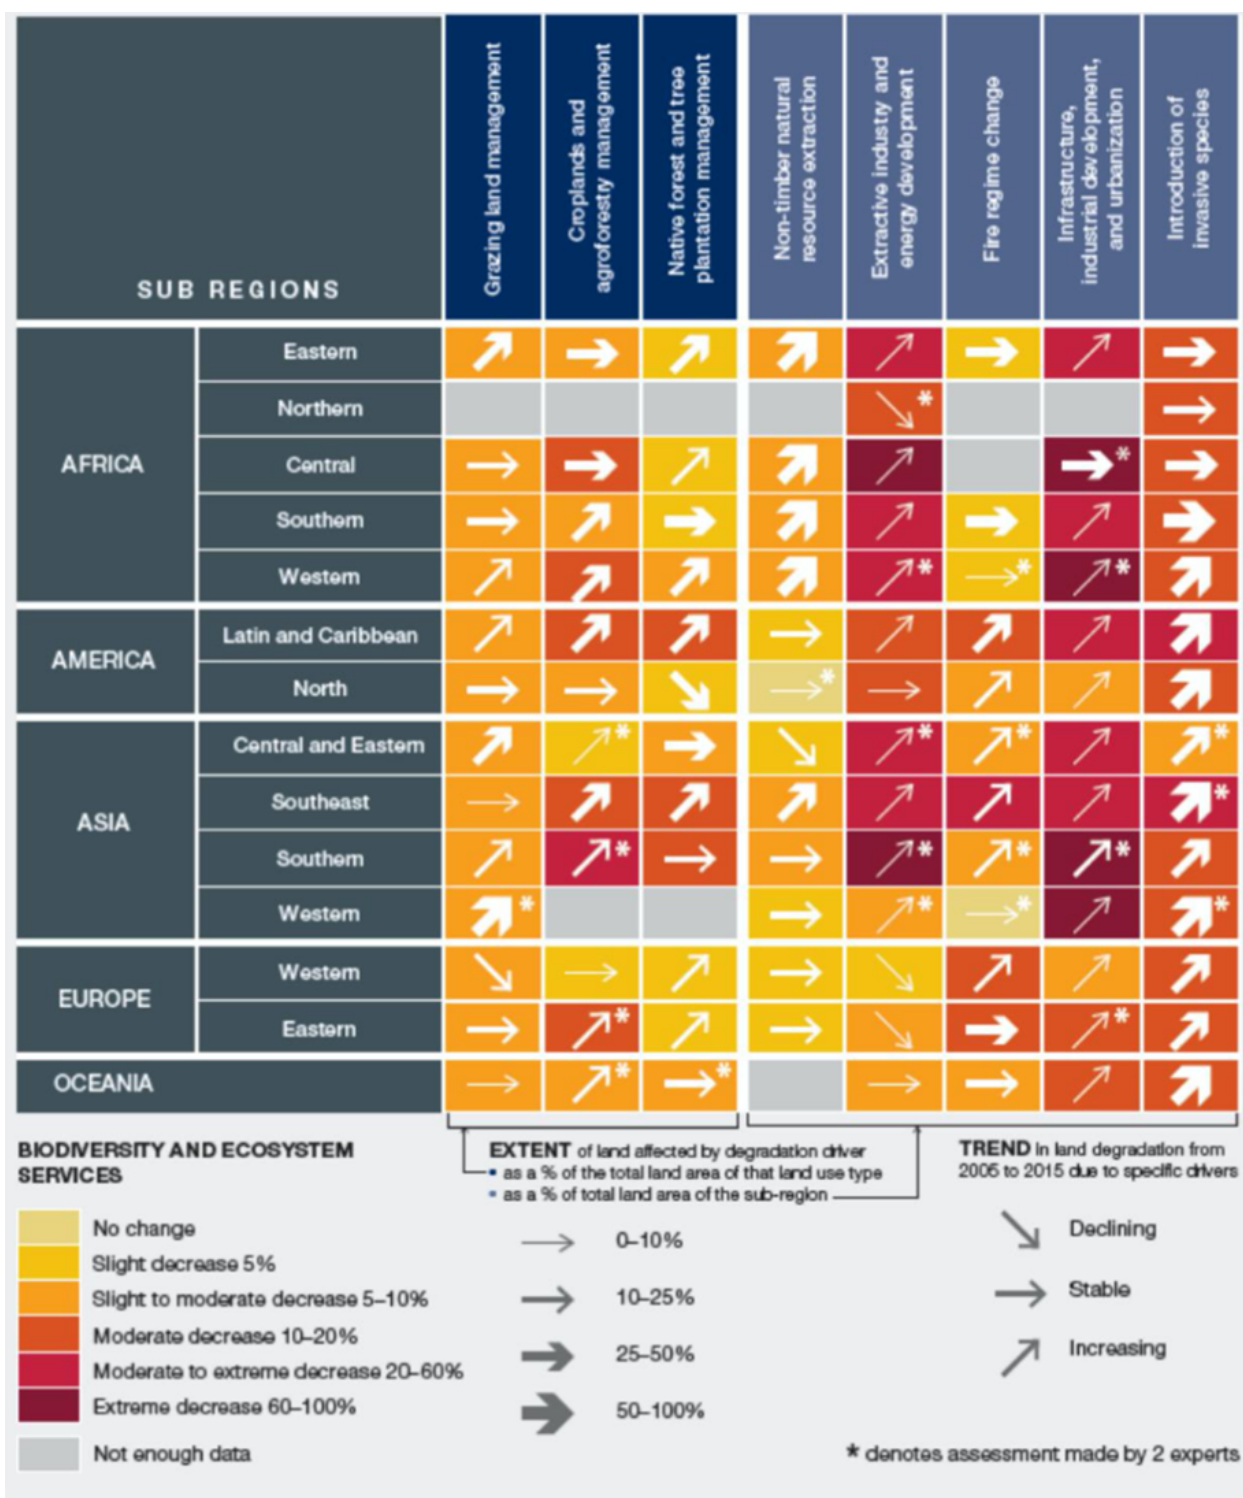 SUB REGIONS
Grazing land management
Croplands and
agroforestry management
Native forest and tree
plantation management
Non-timber natural
resource extraction
Extractive industry and
energy development
Fire regime change
Infrastructure,
industrial development,
and urbanization
Introduction of
invasive species
AFRICA
Eastern
Northern
*
Central
*
Southern
Western
* * *
AMERICA
Latin and Caribbean
North
*
ASIA
Central and Eastern
* * * *
Southeast
*
Southern
* * * *
Western
* * * *
EUROPE
Western
Eastern
* *
OCEANIA
* *
BIODIVERSITY AND ECOSYSTEM
SERVICES
No change
Slight decrease 5%
Slight to moderate decrease 5–10%
Moderate decrease 10–20%
Moderate to extreme decrease 20–60%
Extreme decrease 60–100%
Not enough data
EXTENT of land affected by degradation driver
▪ as a % of the total land area of that land use type
▪ as a % of total land area of the sub-region
0–10%
10–25%
25–50%
50–100%
TREND in land degradation from
2005 to 2015 due to specific drivers
Declining
Stable
Increasing
* denotes assessment made by 2 experts